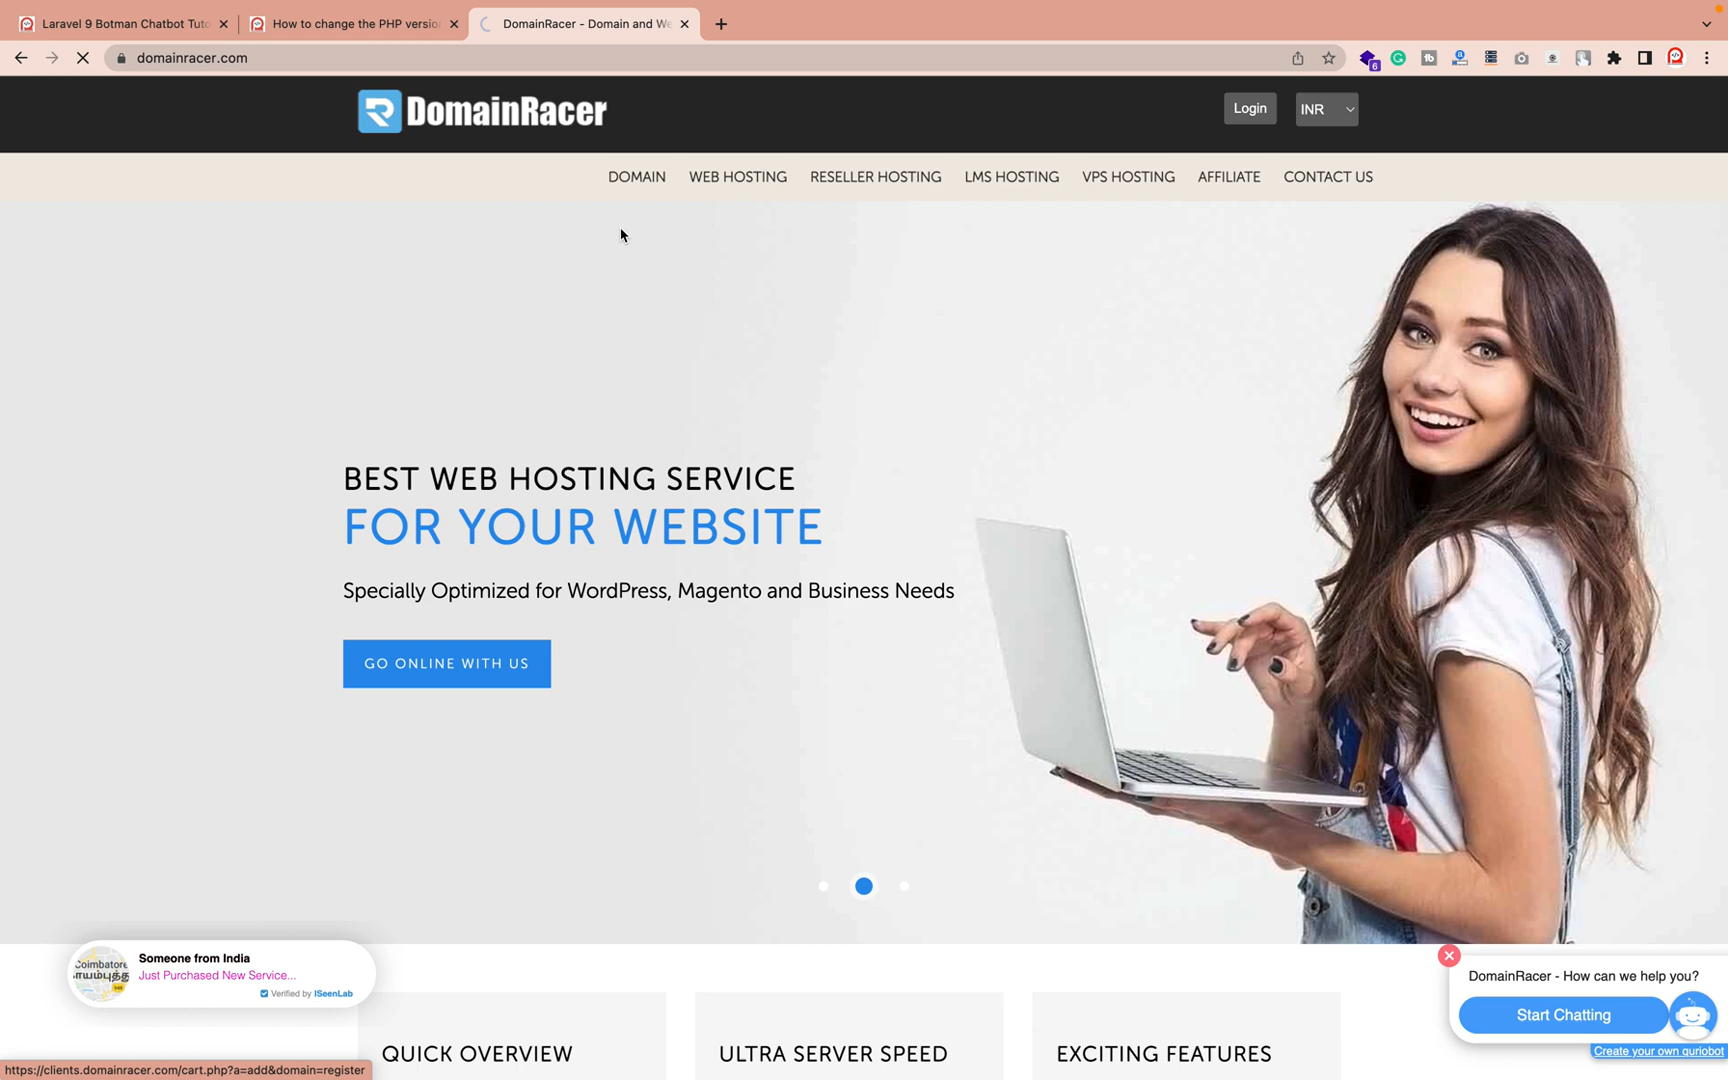 Laravel 9 Botman Chatbot Tuto
How to change the PHP versio
DomainRacer - Domain and We
domainracer.com
6
DomainRacer
Login
INR
DOMAIN WEB HOSTING RESELLER HOSTING LMS HOSTING VPS HOSTING AFFILIATE CONTACT US
BEST WEB HOSTING SERVICE
FOR YOUR WEBSITE
Specially Optimized for WordPress, Magento and Business Needs
GO ONLINE WITH US
Coimbatore
Someone from India
Just Purchased New Service...
Verified by ISeenLab
DomainRacer - How can we help you?
Start Chatting
Create your own quriobot
QUICK OVERVIEW
ULTRA SERVER SPEED
EXCITING FEATURES
https://clients.domainracer.com/cart.php?a=add&domain=register